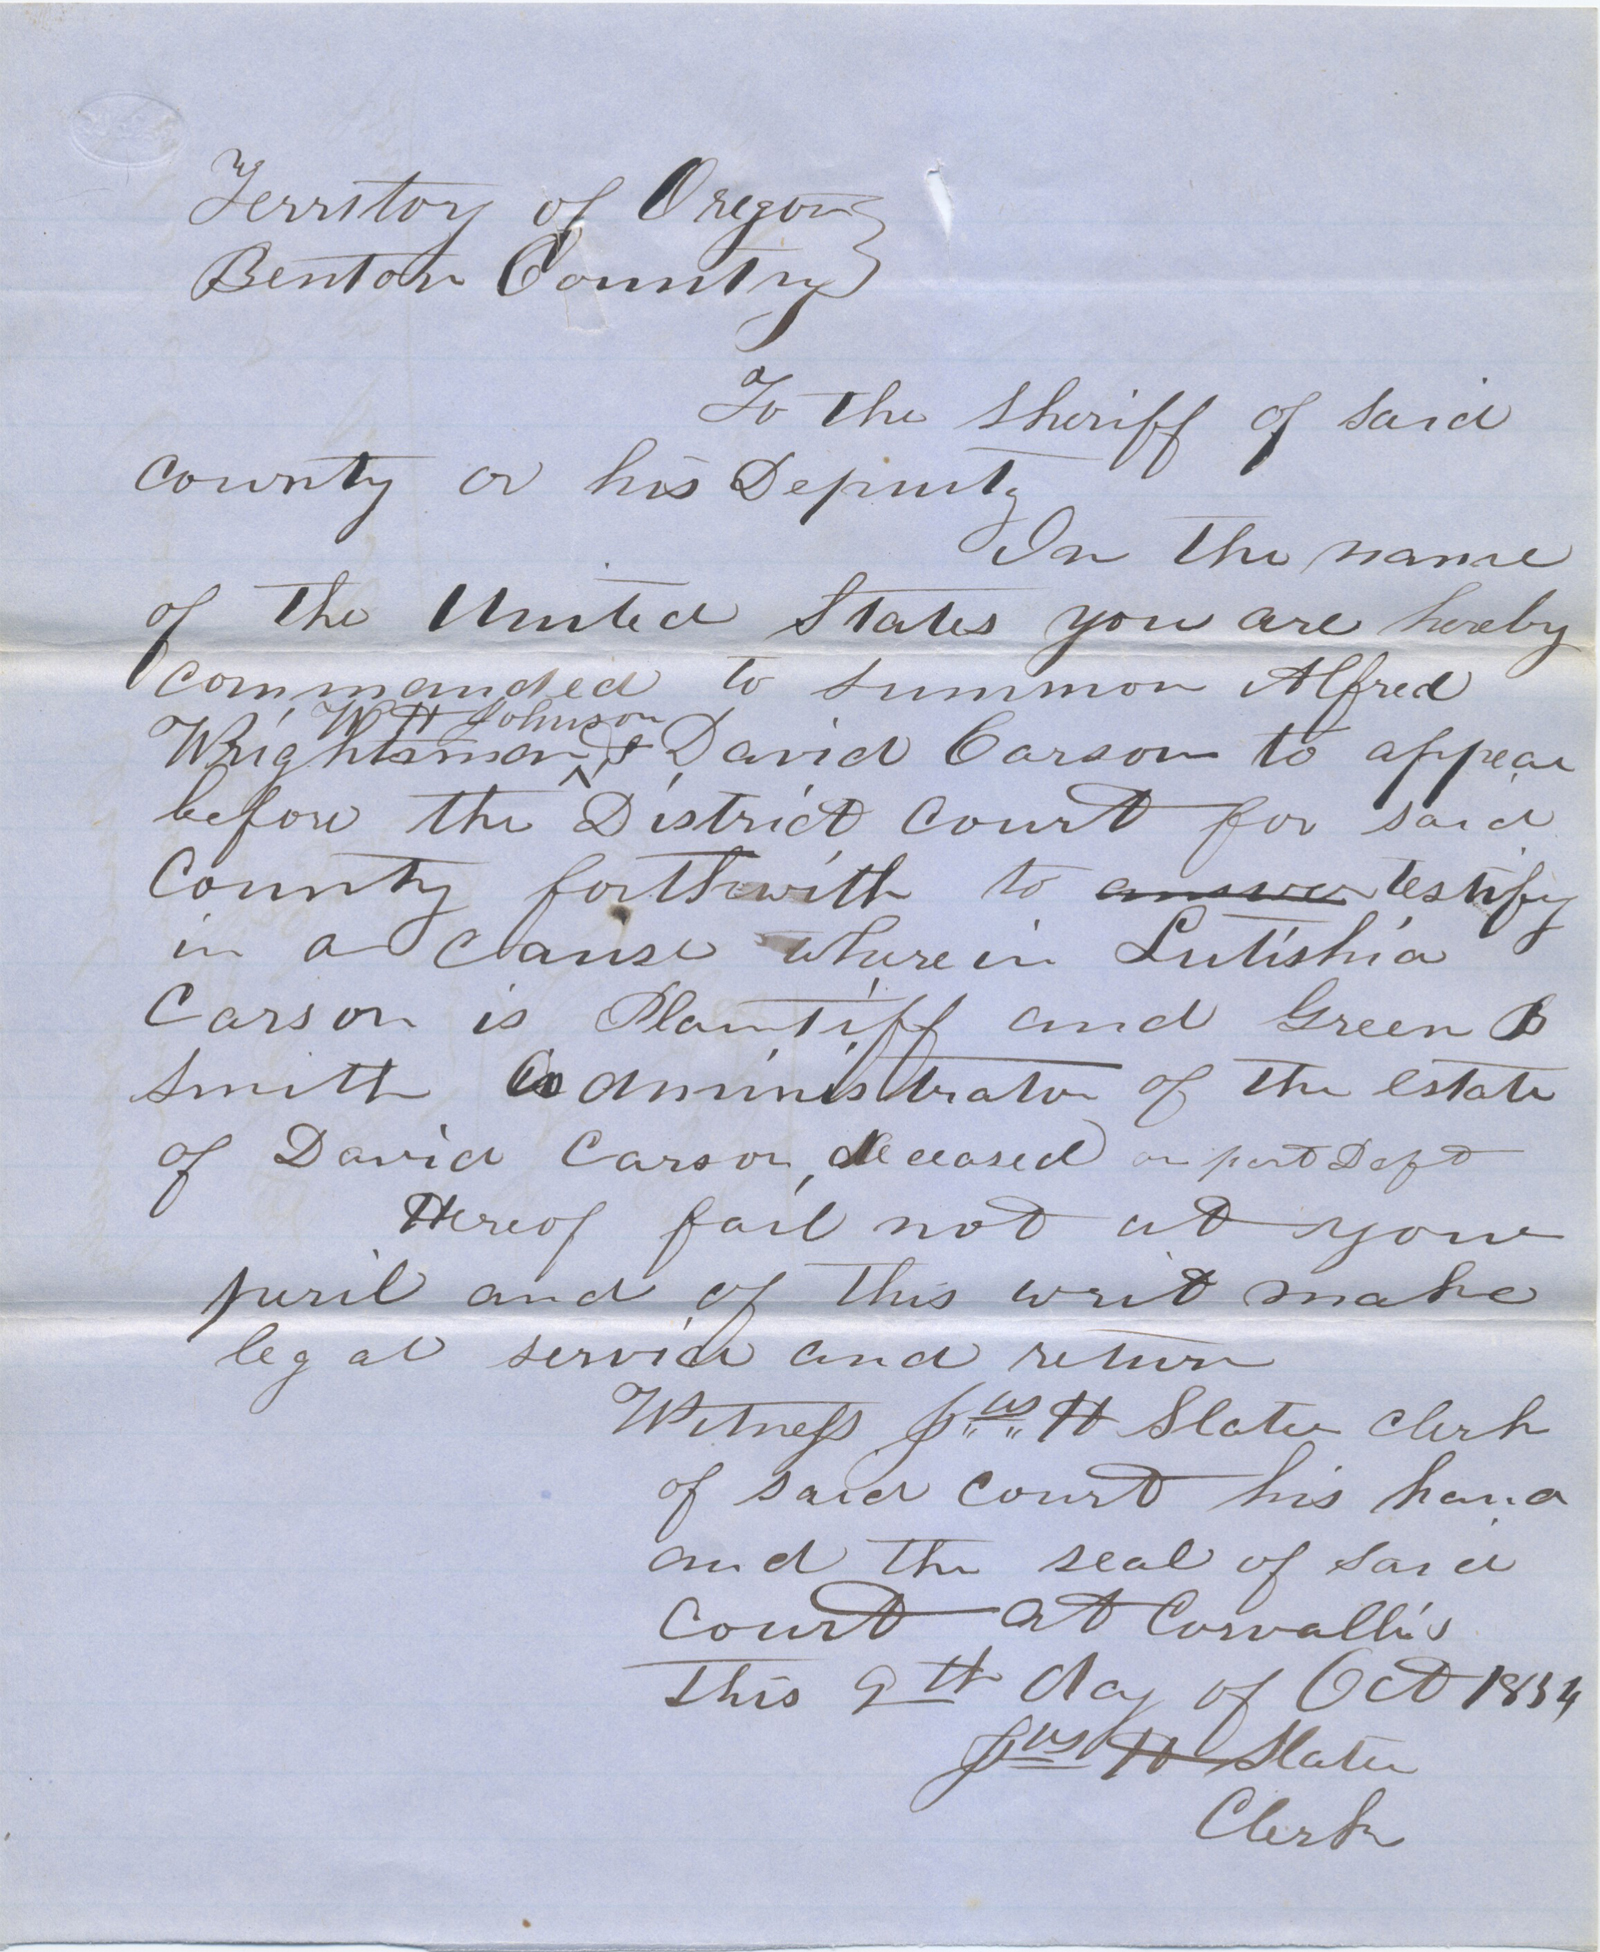 Territory of Oregon }
Benton County }
To the sheriff of said
county or his Deputy
In the name
of the United States you are hereby
commanded to summon Alfred
W H Johnson
Wrightsman ^ & David Carson to appear
before the District court for said
County forthwith to answer testify
in a cause wherein Lutishia
Carson is Plaintiff and Green B
Smith administrator of the estate
of David Carson, deceased on part Deft
Hereof fail not at your
peril and of this writ make
legal service and return
Witness Jas H Slater clerk
of said court his hand
and the seal of said
court at Corvallis
this 9th day of Oct 1854
Jas H Slater
Clerk